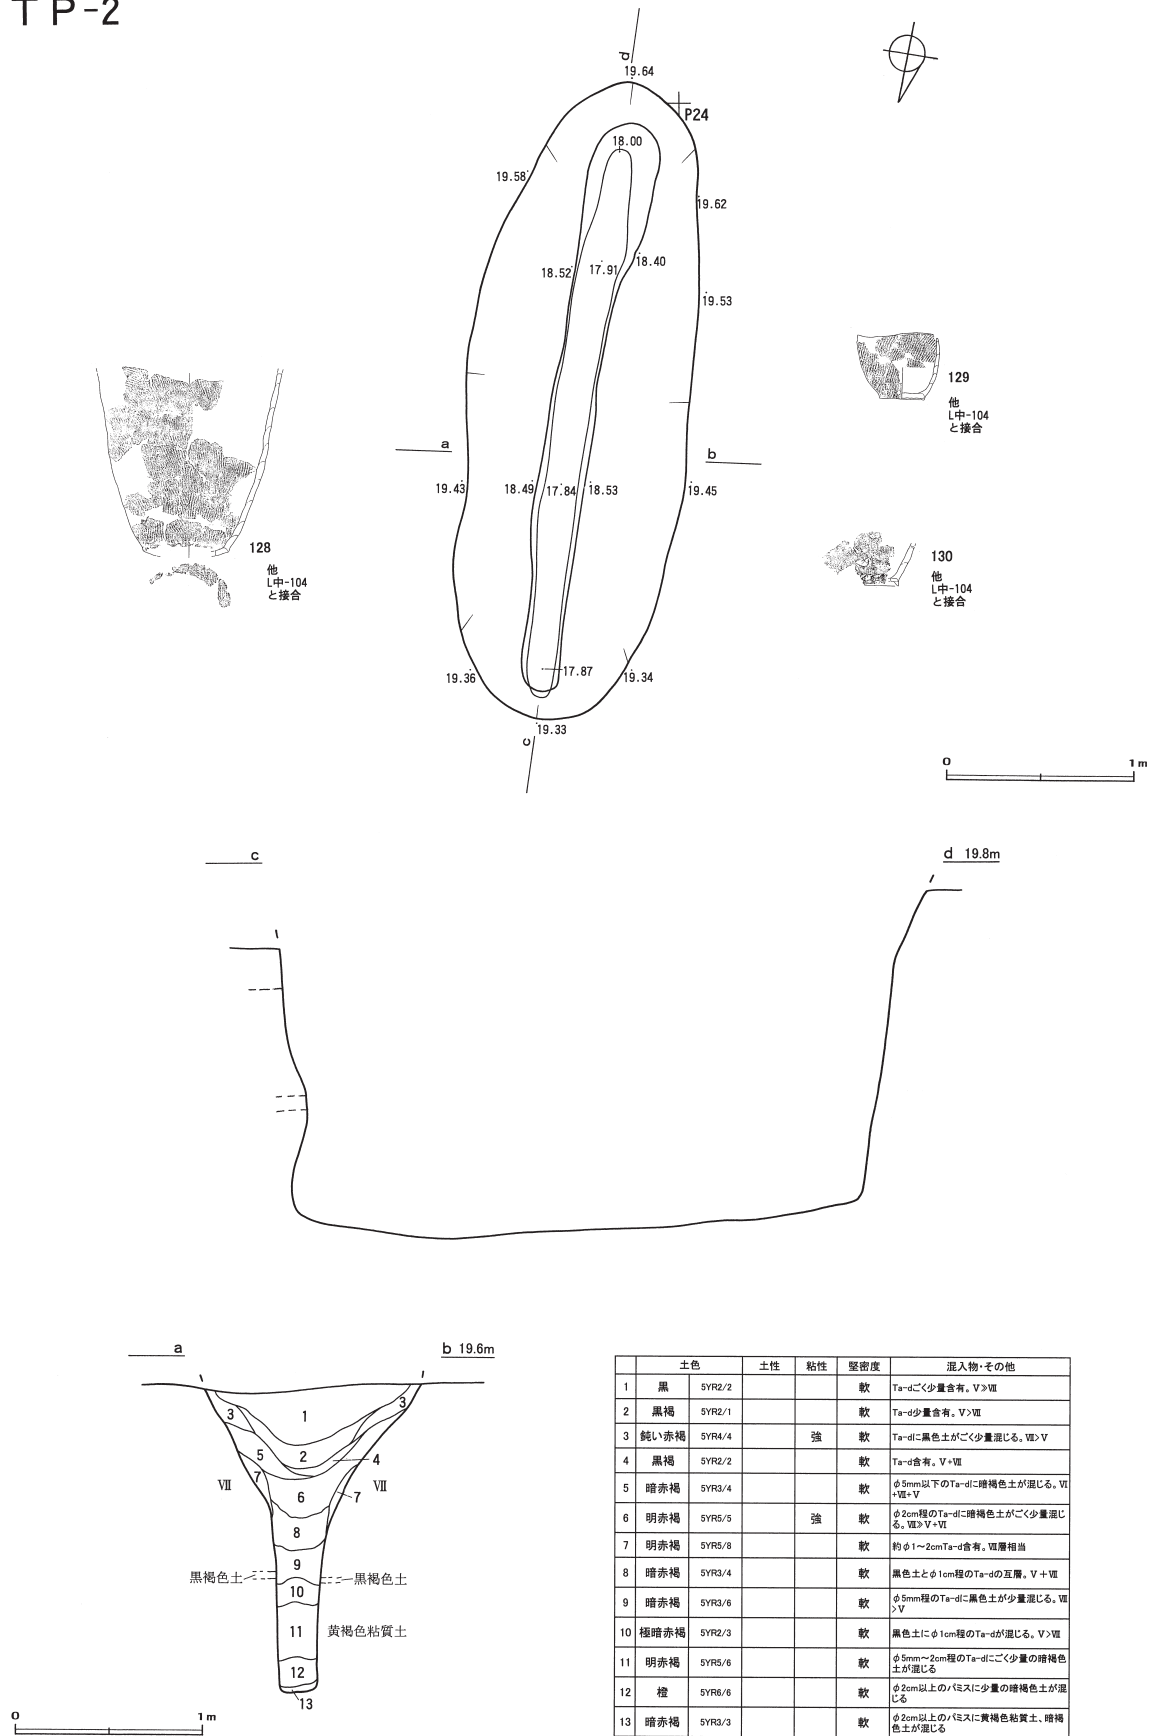 TP-2
d
19.64
P24
18.00
19.58
19.62
18.52
17.91
18.40
19.53
129
他
L中-104
と接合
a
b
19.43
18.49
17.84
18.53
19.45
128
他
L中-104
と接合
130
他
L中-104
と接合
17.87
19.36
19.34
19.33
c
0 1m
c
d 19.8m
a
b 19.6m
1
3
3
2
4
5
7
Ⅶ
Ⅶ
6
7
8
9
黒褐色土
黒褐色土
10
11
黄褐色粘質土
12
13
0 1m
土色 土性 粘性 堅密度 混入物・その他
1 黒 5YR2/2 軟 Ta-dごく少量含有。Ⅴ≫Ⅶ
2 黒褐 5YR2/1 軟 Ta-d少量含有。Ⅴ>Ⅶ
3 鈍い赤褐 5YR4/4 強 軟 Ta-dに黒色土がごく少量混じる。Ⅶ>Ⅴ
4 黒褐 5YR2/2 軟 Ta-d含有。Ⅴ+Ⅶ
5 暗赤褐 5YR3/4 軟 φ5mm以下のTa-dに暗褐色土が混じる。Ⅵ
+Ⅶ+Ⅴ
6 明赤褐 5YR5/5 強 軟 φ2cm程のTa-dに暗褐色土がごく少量混じ
る。Ⅶ≫Ⅴ+Ⅵ
7 明赤褐 5YR5/8 軟 約φ1~2cmTa-d含有。Ⅶ層相当
8 暗赤褐 5YR3/4 軟 黒色土とφ1cm程のTa-dの互層。Ⅴ+Ⅶ
9 暗赤褐 5YR3/6 軟 φ5mm程のTa-dに黒色土が少量混じる。Ⅶ
>Ⅴ
10 極暗赤褐 5YR2/3 軟 黒色土にφ1cm程のTa-dが混じる。Ⅴ>Ⅶ
11 明赤褐 5YR5/6 軟 φ5mm~2cm程のTa-dにごく少量の暗褐色
土が混じる
12 橙 5YR6/6 軟 φ2cm以上のパミスに少量の暗褐色土が混
じる
13 暗赤褐 5YR3/3 軟 φ2cm以上のパミスに黄褐色粘質土、暗褐
色土が混じる